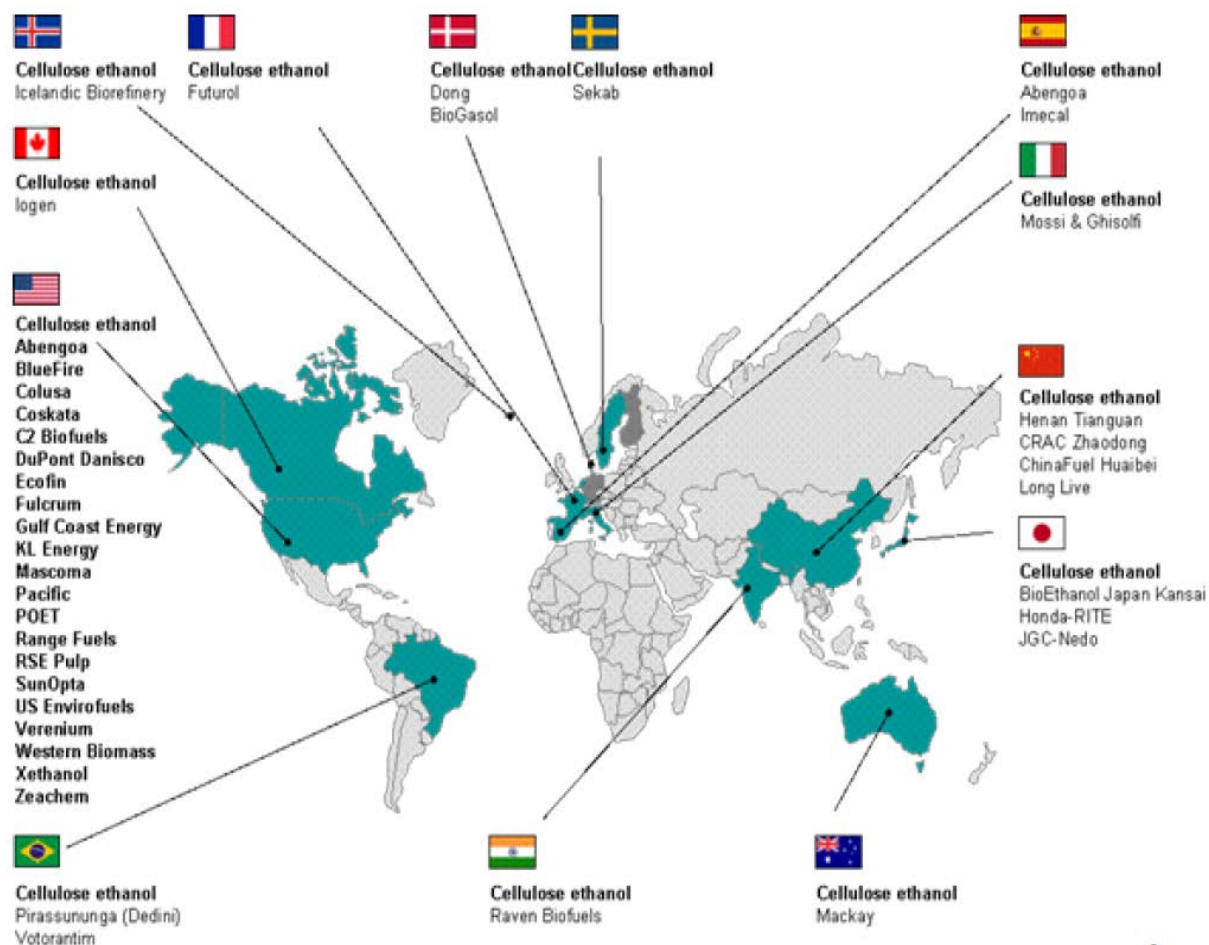 Cellulose ethanol
Icelandic Biorefinery
Cellulose ethanol
Futurol
Cellulose ethanol
Dong
BioGasol
Cellulose ethanol
Sekab
Cellulose ethanol
Abengoa
Imecal
Cellulose ethanol
Iogen
Cellulose ethanol
Mossi & Ghisolfi
Cellulose ethanol
Abengoa
BlueFire
Colusa
Coskata
C2 Biofuels
DuPont Danisco
Ecofin
Fulcrum
Gulf Coast Energy
KL Energy
Mascoma
Pacific
POET
Range Fuels
RSE Pulp
SunOpta
US Envirofuels
Verenium
Western Biomass
Xethanol
Zeachem
Cellulose ethanol
Henan Tianguan
CRAC Zhaodong
ChinaFuel Huaibei
Long Live
Cellulose ethanol
BioEthanol Japan Kansai
Honda-RITE
JGC-Nedo
Cellulose ethanol
Pirassununga (Dedini)
Votorantim
Cellulose ethanol
Raven Biofuels
Cellulose ethanol
Mackay